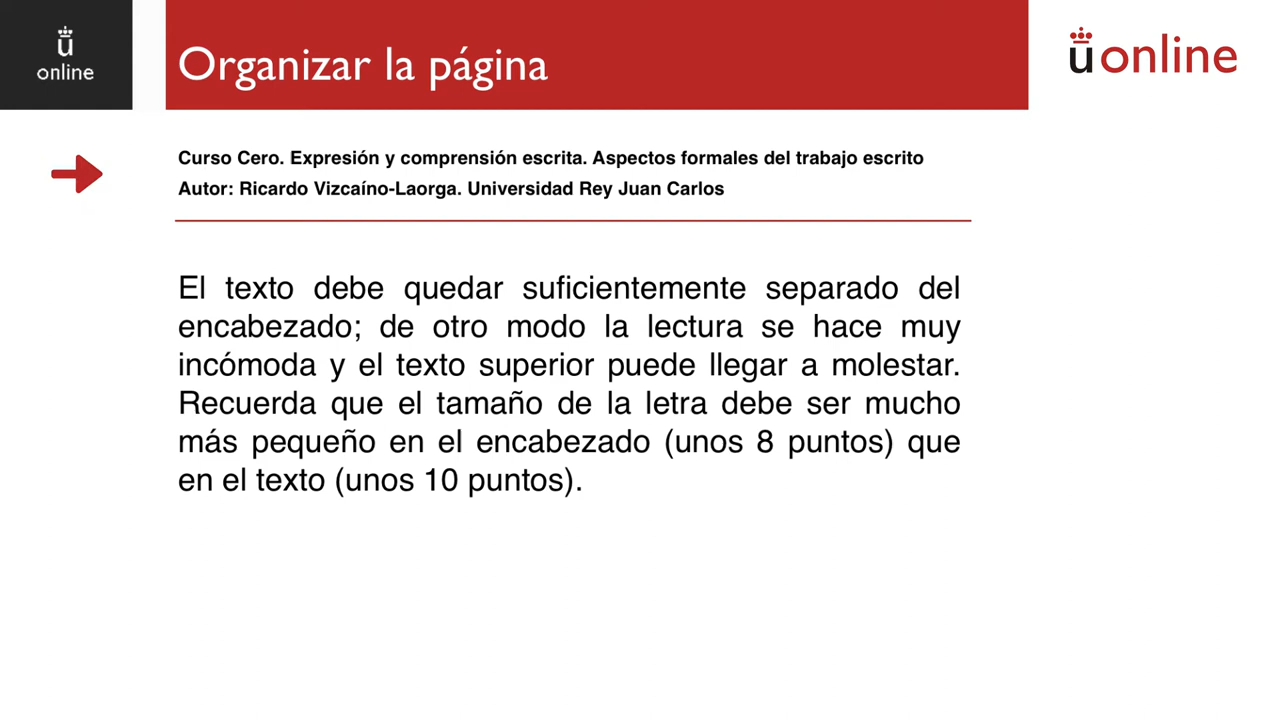 ü
online
Organizar la página
üonline
Curso Cero. Expresión y comprensión escrita. Aspectos formales del trabajo escrito
Autor: Ricardo Vizcaíno-Laorga. Universidad Rey Juan Carlos
El texto debe quedar suficientemente separado del
encabezado; de otro modo la lectura se hace muy
incómoda y el texto superior puede llegar a molestar.
Recuerda que el tamaño de la letra debe ser mucho
más pequeño en el encabezado (unos 8 puntos) que
en el texto (unos 10 puntos).